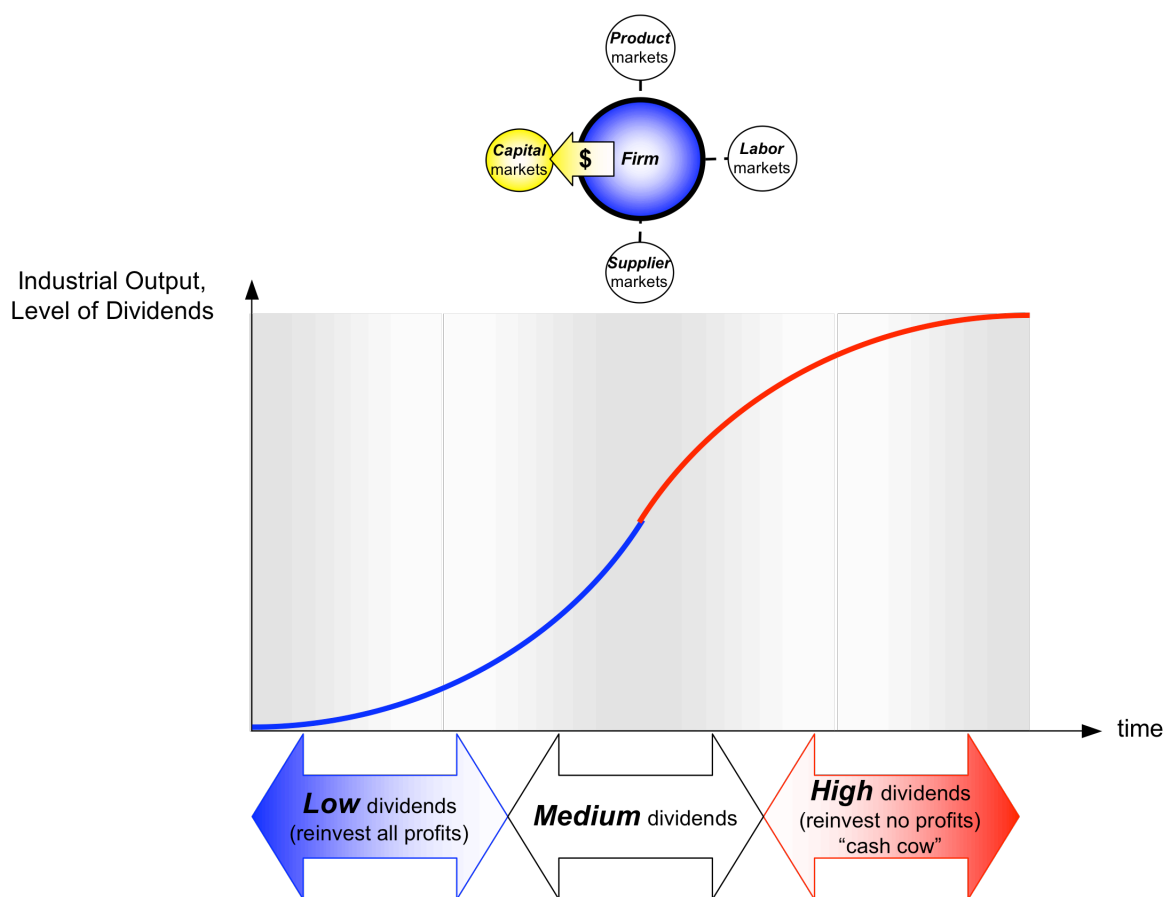 Product
markets
Capital
markets
$
Firm
Labor
markets
Supplier
markets
Industrial Output,
Level of Dividends
time
Low dividends
(reinvest all profits)
Medium dividends
High dividends
(reinvest no profits)
“cash cow”